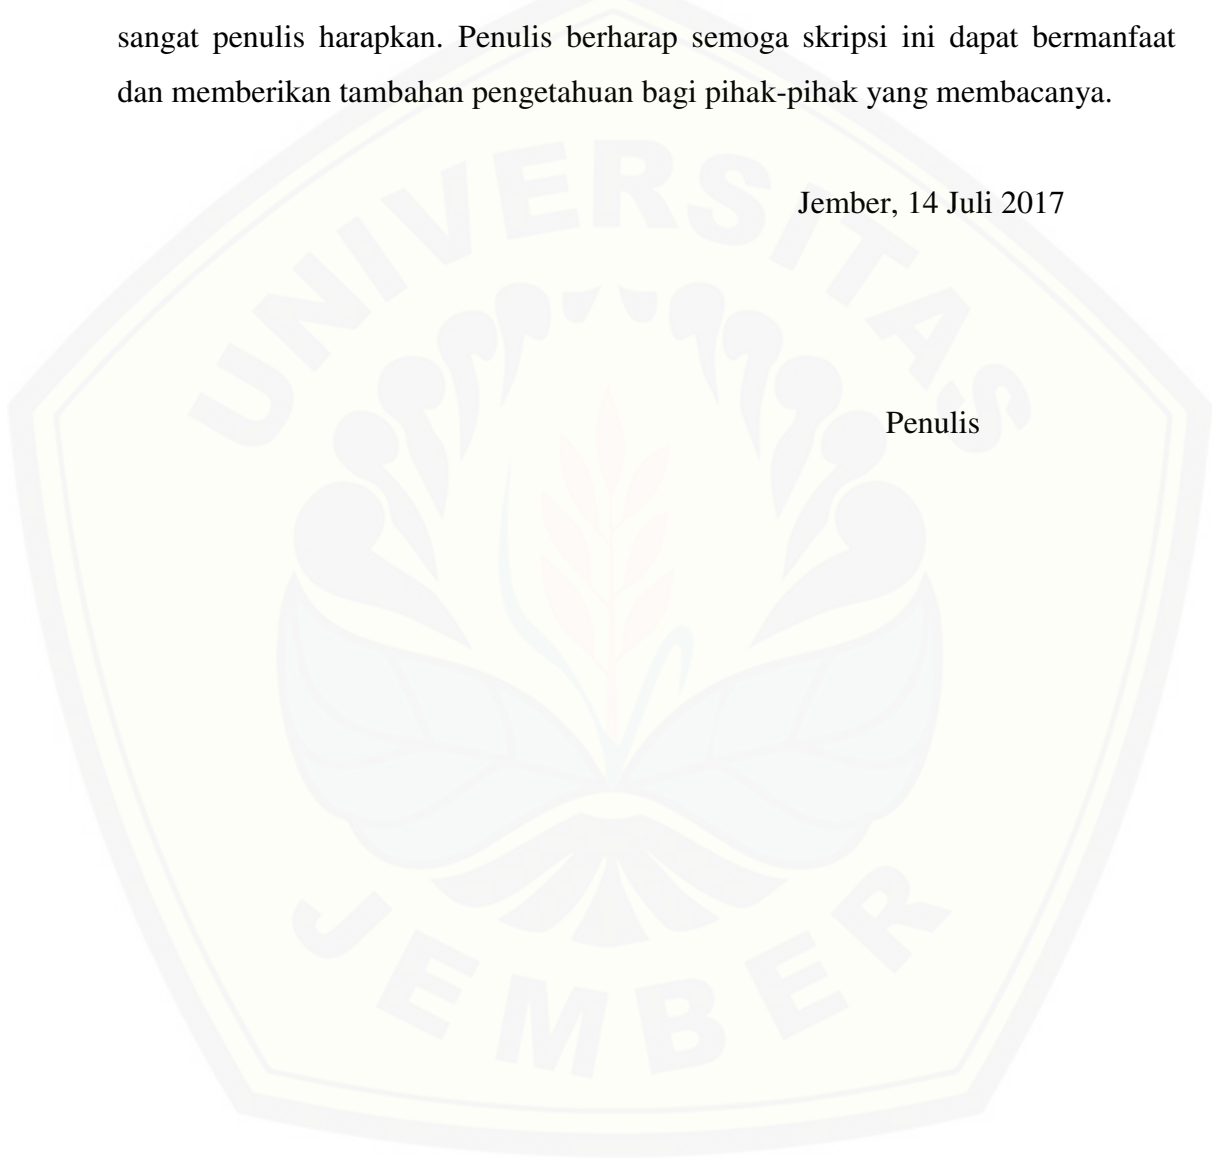 sangat penulis harapkan. Penulis berharap semoga skripsi ini dapat bermanfaat
dan memberikan tambahan pengetahuan bagi pihak-pihak yang membacanya.
Jember, 14 Juli 2017
Penulis
UNIVERSITAS
JEMBER